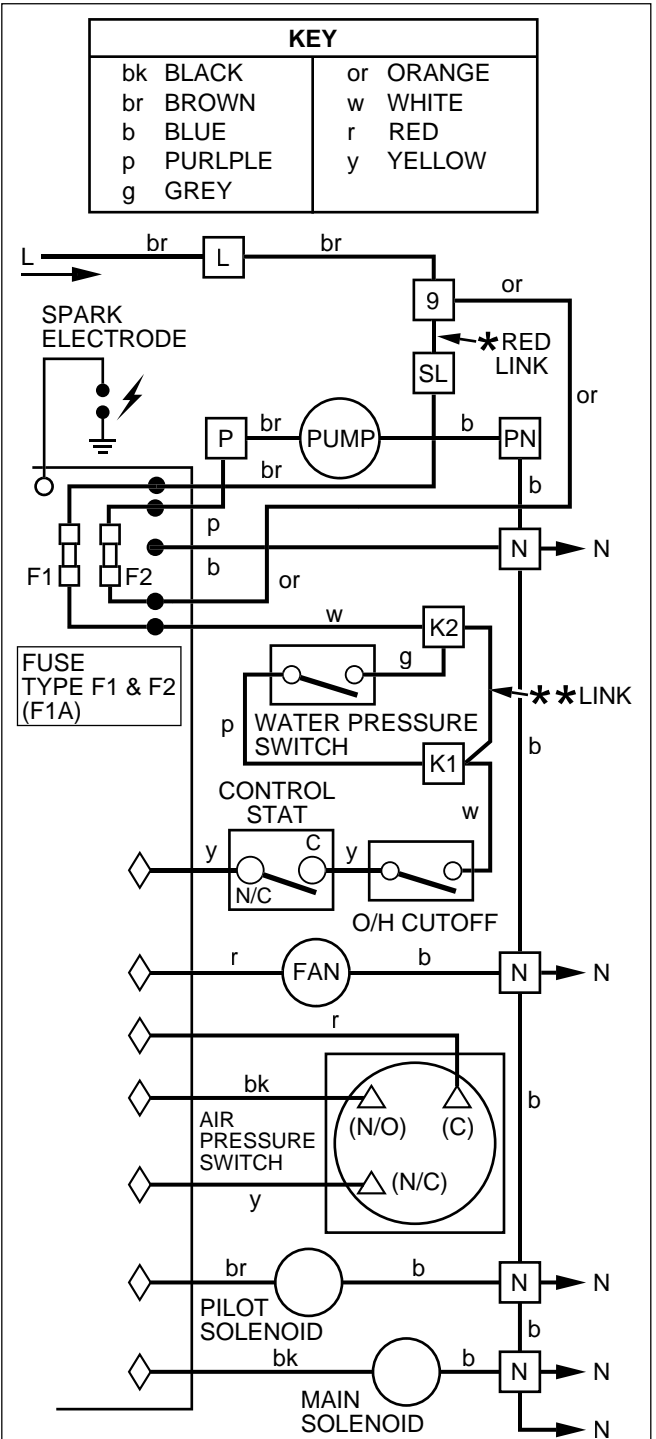 KEY
bk BLACK
br BROWN
b BLUE
p PURLPLE
g GREY
or ORANGE
w WHITE
r RED
y YELLOW
L br L br
9 or
SPARK
ELECTRODE
*RED
LINK
SL
or
P br PUMP b PN
br
b
p
N N
b
F1 F2 or
w K2
FUSE
TYPE F1 & F2
(F1A)
g
**LINK
WATER PRESSURE
SWITCH
p
b
K1
CONTROL
STAT
w
y C y
N/C
O/H CUTOFF
r FAN b N N
r
bk
(N/O) (C)
b
AIR
PRESSURE
SWITCH
(N/C)
y
br b N N
PILOT
SOLENOID
b
bk b N N
MAIN
SOLENOID
N